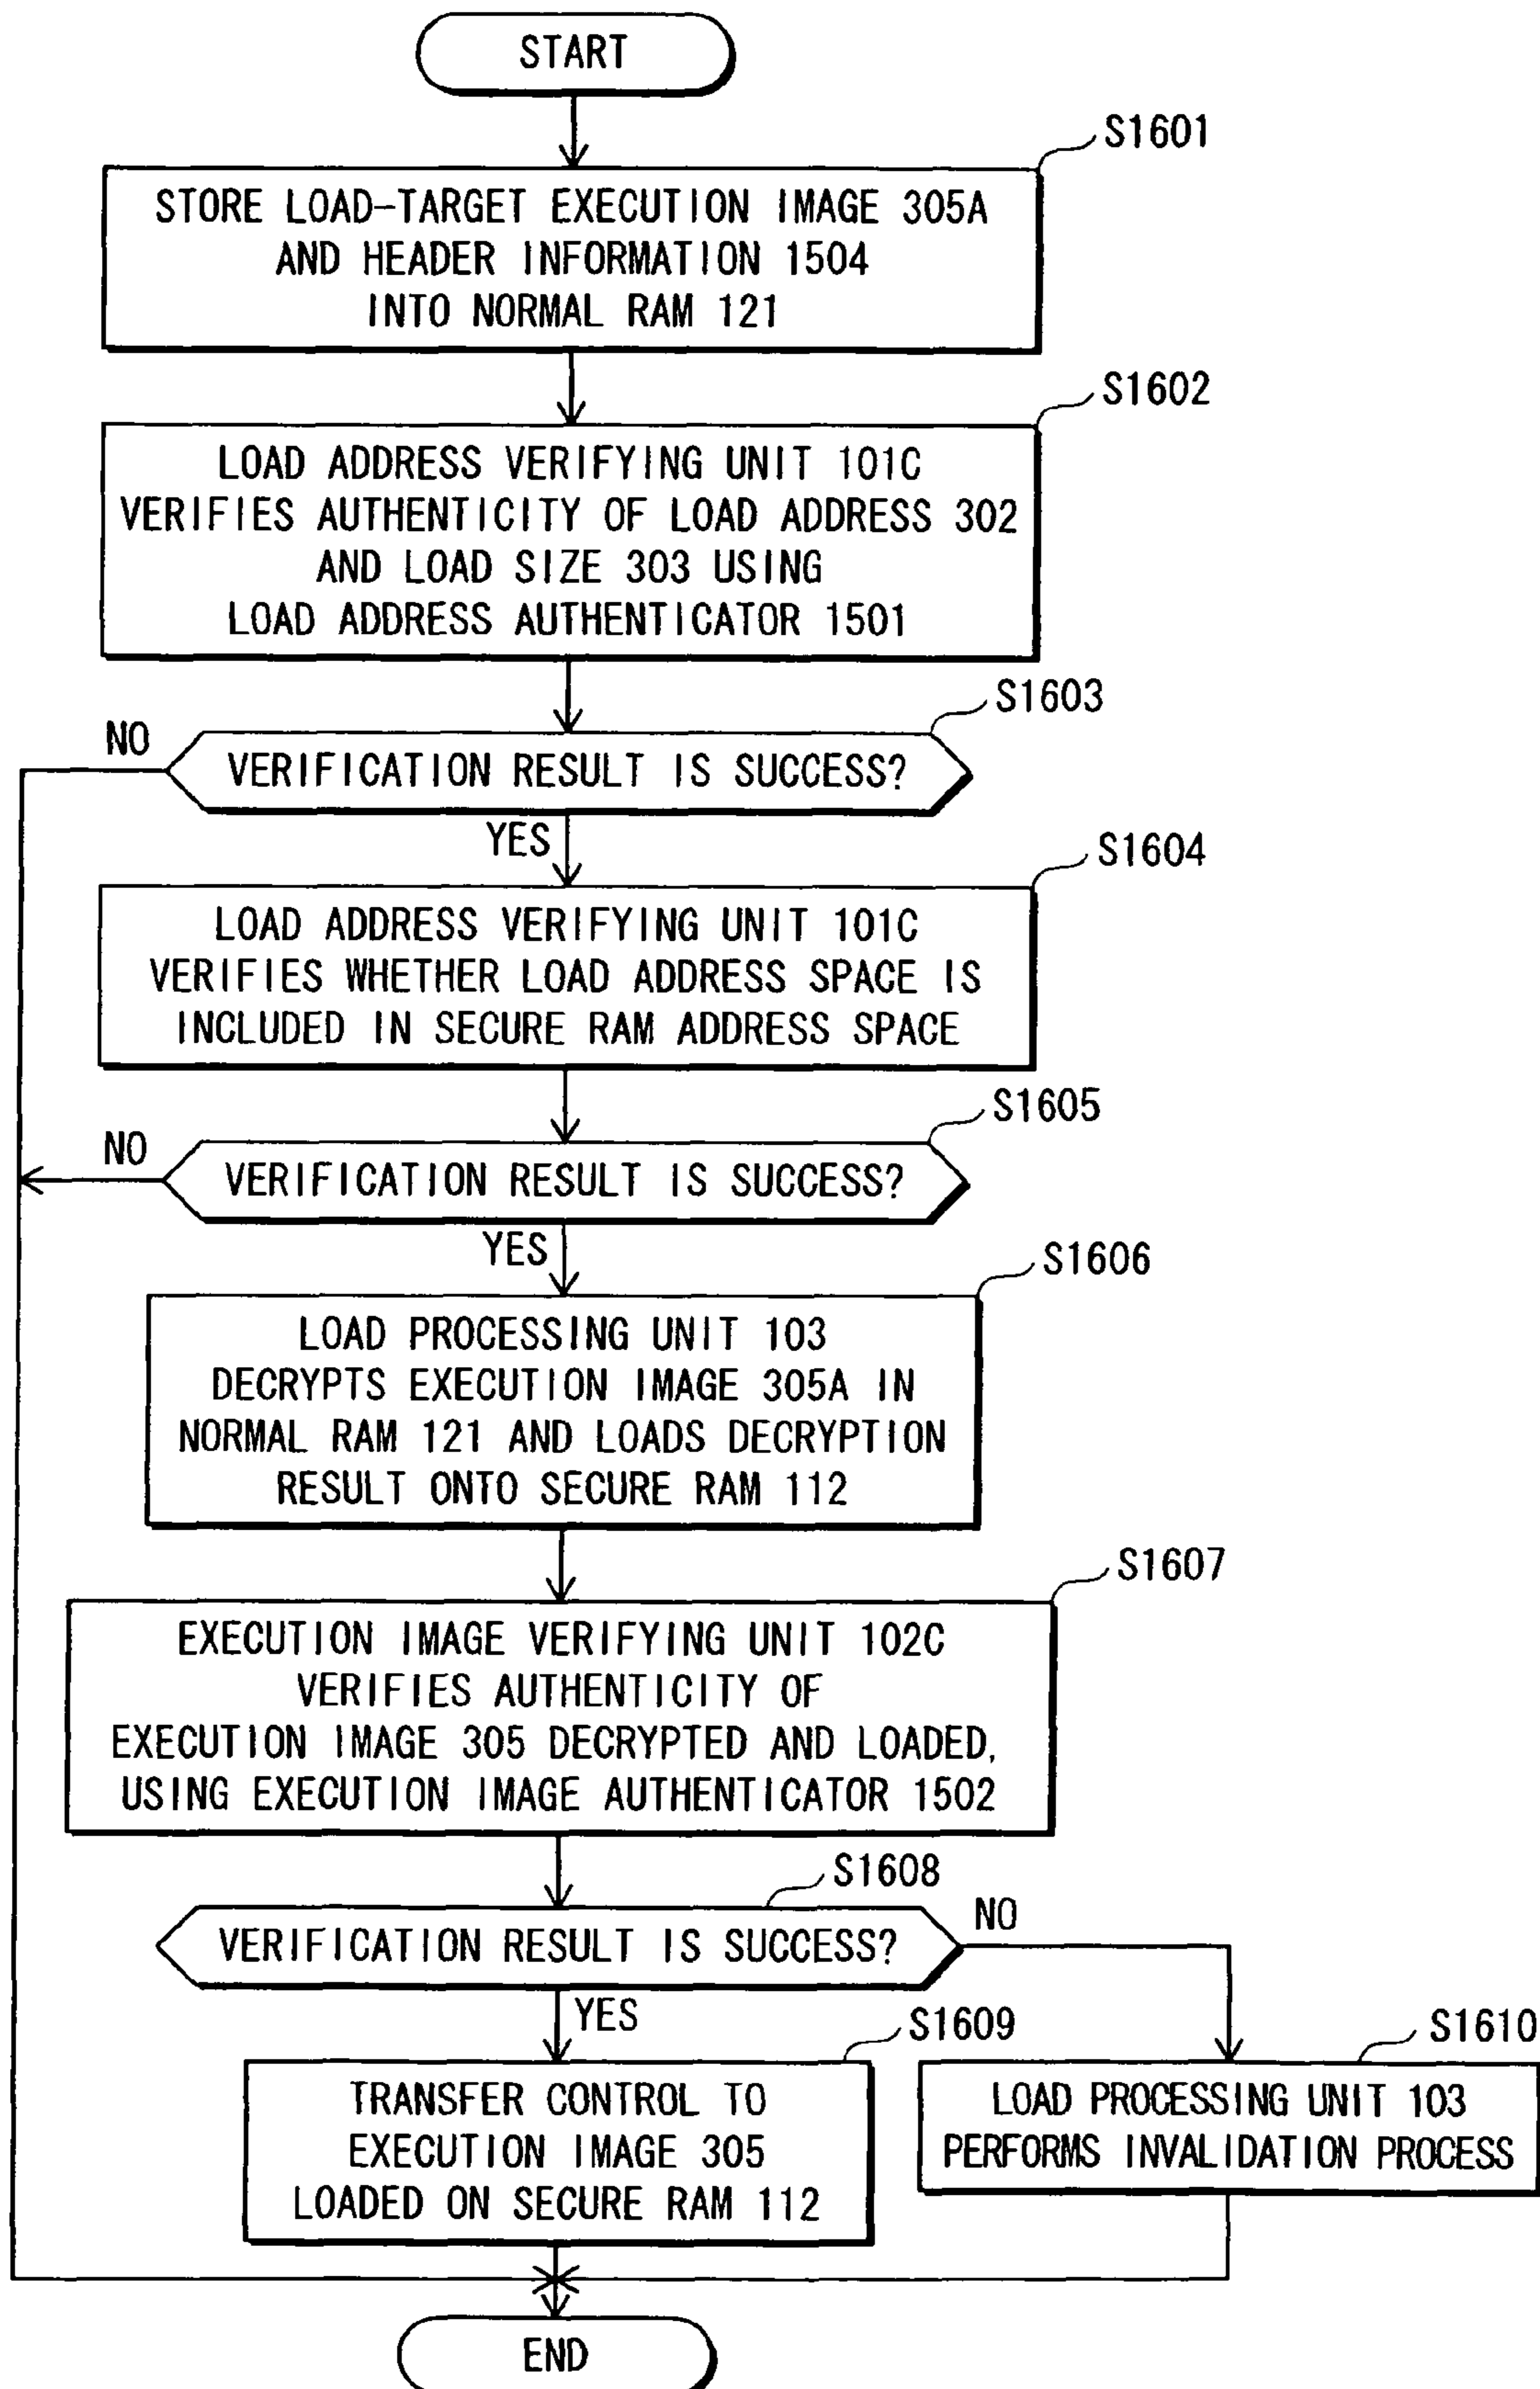 START
S1601
STORE LOAD-TARGET EXECUTION IMAGE 305A
AND HEADER INFORMATION 1504
INTO NORMAL RAM 121
S1602
LOAD ADDRESS VERIFYING UNIT 101C
VERIFIES AUTHENTICITY OF LOAD ADDRESS 302
AND LOAD SIZE 303 USING
LOAD ADDRESS AUTHENTICATOR 1501
S1603
NO
VERIFICATION RESULT IS SUCCESS?
YES
S1604
LOAD ADDRESS VERIFYING UNIT 101C
VERIFIES WHETHER LOAD ADDRESS SPACE IS
INCLUDED IN SECURE RAM ADDRESS SPACE
S1605
NO
VERIFICATION RESULT IS SUCCESS?
YES
S1606
LOAD PROCESSING UNIT 103
DECRYPTS EXECUTION IMAGE 305A IN
NORMAL RAM 121 AND LOADS DECRYPTION
RESULT ONTO SECURE RAM 112
S1607
EXECUTION IMAGE VERIFYING UNIT 102C
VERIFIES AUTHENTICITY OF
EXECUTION IMAGE 305 DECRYPTED AND LOADED,
USING EXECUTION IMAGE AUTHENTICATOR 1502
S1608
VERIFICATION RESULT IS SUCCESS?
NO
YES
S1609
TRANSFER CONTROL TO
EXECUTION IMAGE 305
LOADED ON SECURE RAM 112
S1610
LOAD PROCESSING UNIT 103
PERFORMS INVALIDATION PROCESS
END